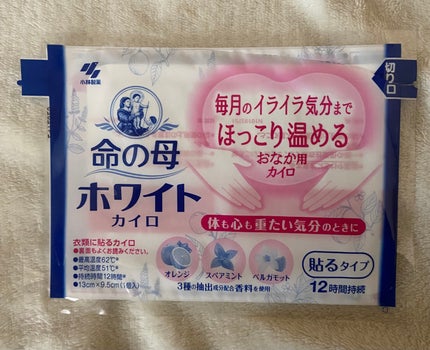 小林製薬
切り口
毎月のイライラ気分まで
ほっこり温める
おなか用
カイロ
命の母
ホワイト
カイロ
体も心も重たい気分のときに
衣類に貼るカイロ
●裏面もよくお読みください。
●最高温度62℃*
●平均温度51℃*
●持続時間12時間*
●13cm×9.5cm(1個入)
オレンジ
スペアミント
ベルガモット
3種の抽出成分配合香料を使用
貼るタイプ
12時間持続